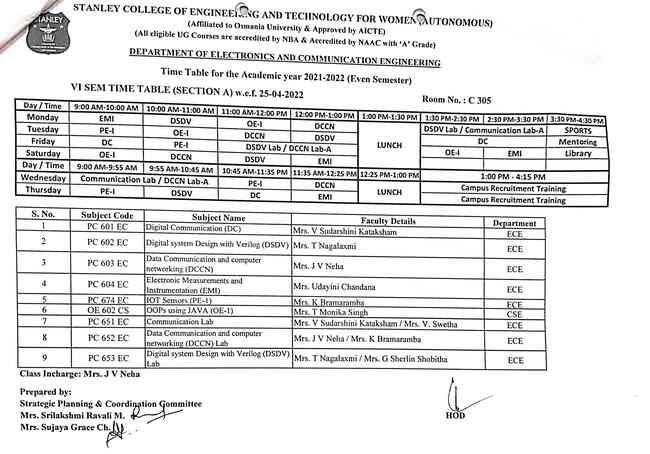 STANLEY
STANLEY COLLEGE OF ENGINEERING AND TECHNOLOGY FOR WOMEN (AUTONOMOUS)
(Affiliated to Osmania University & Approved by AICTE)
(All eligible UG Courses are accredited by NBA & Accredited by NAAC with 'A' Grade)
DEPARTMENT OF ELECTRONICS AND COMMUNICATION ENGINEERING
Time Table for the Academic year 2021-2022 (Even Semester)
VI SEM TIME TABLE (SECTION A) w.e.f. 25-04-2022 Room No. : C 305
Day / Time 9:00 AM-10:00 AM 10:00 AM-11:00 AM 11:00 AM-12:00 PM 12:00 PM-1:00 PM 1:00 PM-1:30 PM 1:30 PM-2:30 PM 2:30 PM-3:30 PM 3:30 PM-4:30 PM
Monday EMI DSDV OE-I DCCN LUNCH DSDV Lab / Communication Lab-A SPORTS
Tuesday PE-I OE-I DCCN DSDV DC Mentoring
Friday DC PE-I DSDV Lab / DCCN Lab-A OE-I EMI Library
Saturday OE-I DCCN DSDV EMI
Day / Time 9:00 AM-9:55 AM 9:55 AM-10:45 AM 10:45 AM-11:35 PM 11:35 AM-12:25 PM 12:25 PM-1:00 PM 1:00 PM - 4:15 PM
Wednesday Communication Lab / DCCN Lab-A PE-I DCCN LUNCH Campus Recruitment Training
Thursday PE-I DSDV DC EMI Campus Recruitment Training
S. No. Subject Code Subject Name Faculty Details Department
1 PC 601 EC Digital Communication (DC) Mrs. V Sudarshini Kataksham ECE
2 PC 602 EC Digital system Design with Verilog (DSDV) Mrs. T Nagalaxmi ECE
3 PC 603 EC Data Communication and computer networking (DCCN) Mrs. J V Neha ECE
4 PC 604 EC Electronic Measurements and Instrumentation (EMI) Mrs. Udayini Chandana ECE
5 PC 674 EC IOT Sensors (PE-1) Mrs. K Bramaramba ECE
6 OE 602 CS OOPs using JAVA (OE-1) Mrs. T Monika Singh CSE
7 PC 651 EC Communication Lab Mrs. V Sudarshini Kataksham / Mrs. V. Swetha ECE
8 PC 652 EC Data Communication and computer networking (DCCN) Lab Mrs. J V Neha / Mrs. K Bramaramba ECE
9 PC 653 EC Digital system Design with Verilog (DSDV) Lab Mrs. T Nagalaxmi / Mrs. G Sherlin Shobitha ECE
Class Incharge: Mrs. J V Neha
Prepared by:
Strategic Planning & Coordination Committee
Mrs. Srilakshmi Ravali M.
Mrs. Sujaya Grace Ch.
HOD